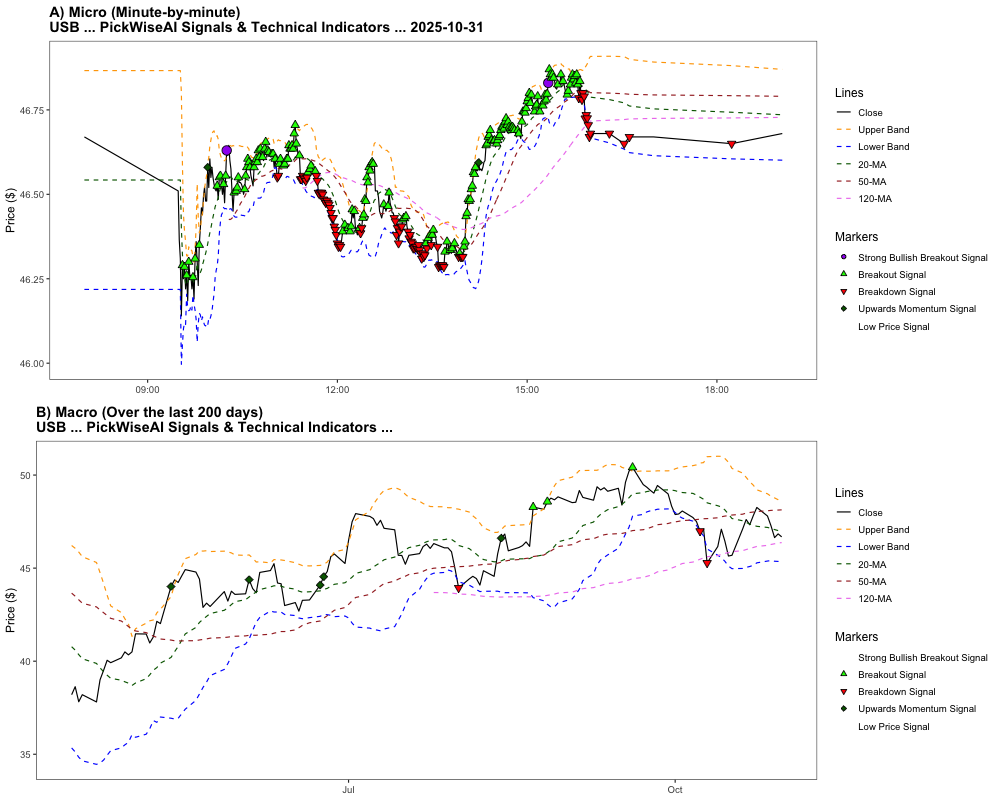 A) Micro (Minute-by-minute)
USB ... PickWiseAI Signals & Technical Indicators ... 2025-10-31
Price ($)
46.75
46.50
46.25
46.00
09:00
12:00
15:00
18:00
Lines
Close
Upper Band
Lower Band
20-MA
50-MA
120-MA
Markers
Strong Bullish Breakout Signal
Breakout Signal
Breakdown Signal
Upwards Momentum Signal
Low Price Signal
B) Macro (Over the last 200 days)
USB ... PickWiseAI Signals & Technical Indicators ...
Price ($)
50
45
40
35
Jul
Oct
Lines
Close
Upper Band
Lower Band
20-MA
50-MA
120-MA
Markers
Strong Bullish Breakout Signal
Breakout Signal
Breakdown Signal
Upwards Momentum Signal
Low Price Signal